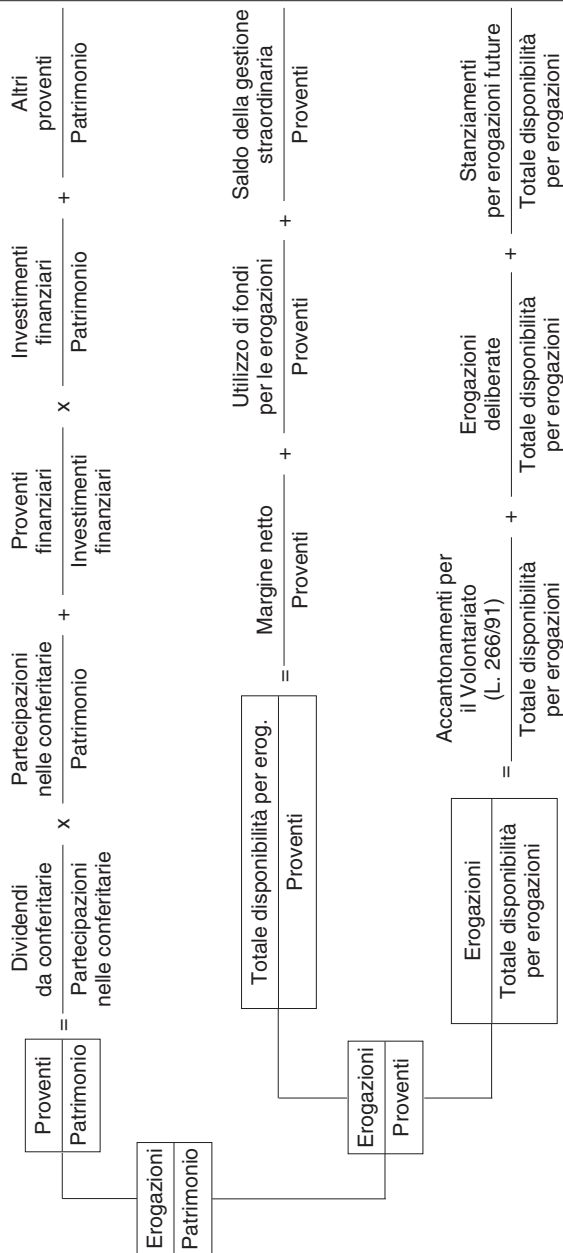 Erogazioni
Patrimonio
Proventi
Patrimonio
=
Dividendi
da conferitarie
Partecipazioni
nelle conferitarie
x
Partecipazioni
nelle conferitarie
Patrimonio
+
Proventi
finanziari
Investimenti
finanziari
x
Investimenti
finanziari
Patrimonio
+
Altri
proventi
Patrimonio
Erogazioni
Proventi
Totale disponibilità per erog.
Proventi
=
Margine netto
Proventi
+
Utilizzo di fondi
per le erogazioni
Proventi
+
Saldo della gestione
straordinaria
Proventi
Erogazioni
Totale disponibilità
per erogazioni
=
Accantonamenti per
il Volontariato
(L. 266/91)
Totale disponibilità
per erogazioni
+
Erogazioni
deliberate
Totale disponibilità
per erogazioni
+
Stanziamenti
per erogazioni future
Totale disponibilità
per erogazioni